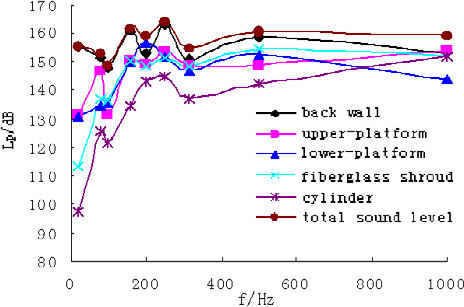 170
160
150
140
130
120
110
100
90
80
Lp/dB
back wall
upper-platform
lower-platform
fiberglass shroud
cylinder
total sound level
0 200 400 600 800 1000
f/Hz